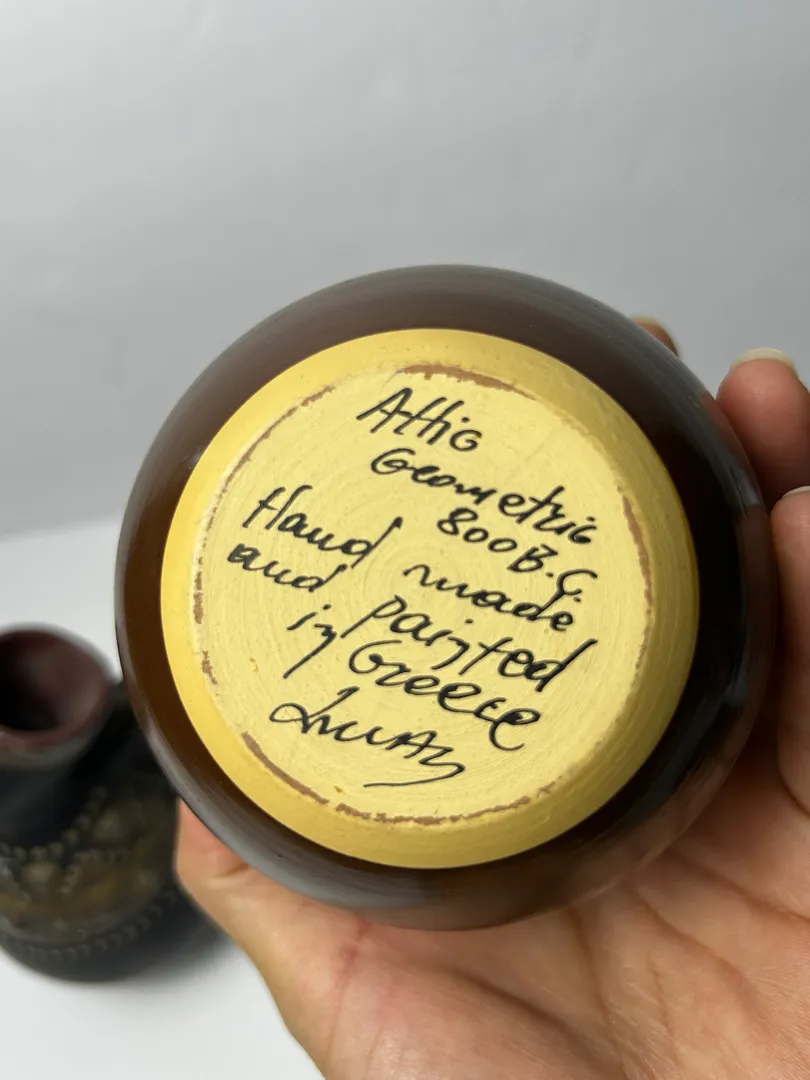 Attic
Geometric
800 B.C.
Hand made
and painted
in Greece